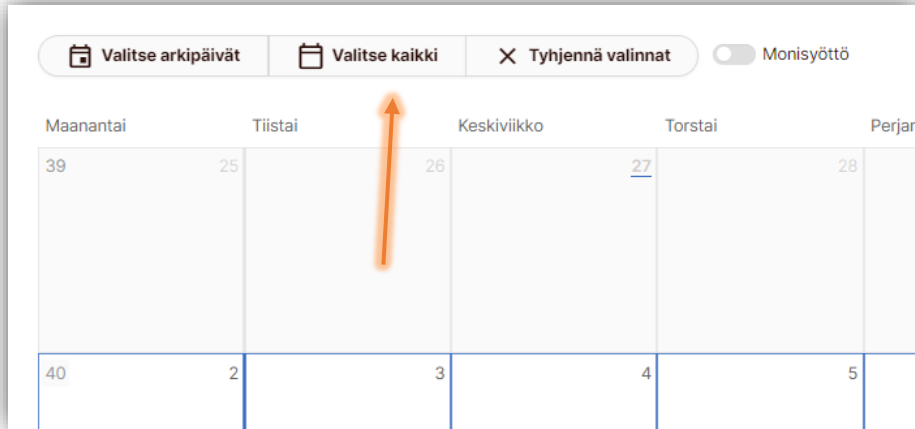 Valitse arkipäivät Valitse kaikki Tyhjennä valinnat Monisyöttö
Maanantai Tiistai Keskiviikko Torstai Perjan
39 25 26 27 28
40 2 3 4 5